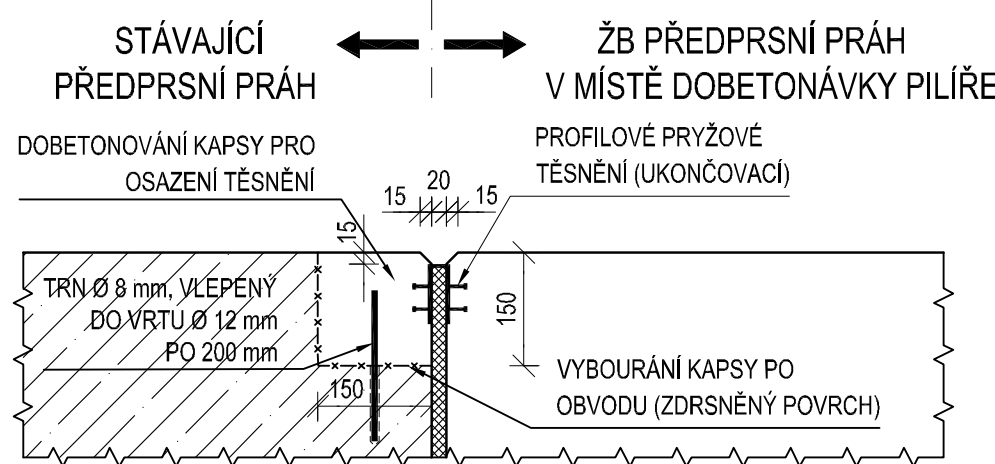 STÁVAJÍCÍ
PŘEDPRSNÍ PRÁH
ŽB PŘEDPRSNÍ PRÁH
V MÍSTĚ DOBETONÁVKY PILÍŘE
DOBETONOVÁNÍ KAPSY PRO
OSAZENÍ TĚSNĚNÍ
PROFILOVÉ PRYŽOVÉ
TĚSNĚNÍ (UKONČOVACÍ)
15 20 15
15
TRN Ø 8 mm, VLEPENÝ
DO VRTU Ø 12 mm
PO 200 mm
150
150
VYBOURÁNÍ KAPSY PO
OBVODU (ZDRSNĚNÝ POVRCH)